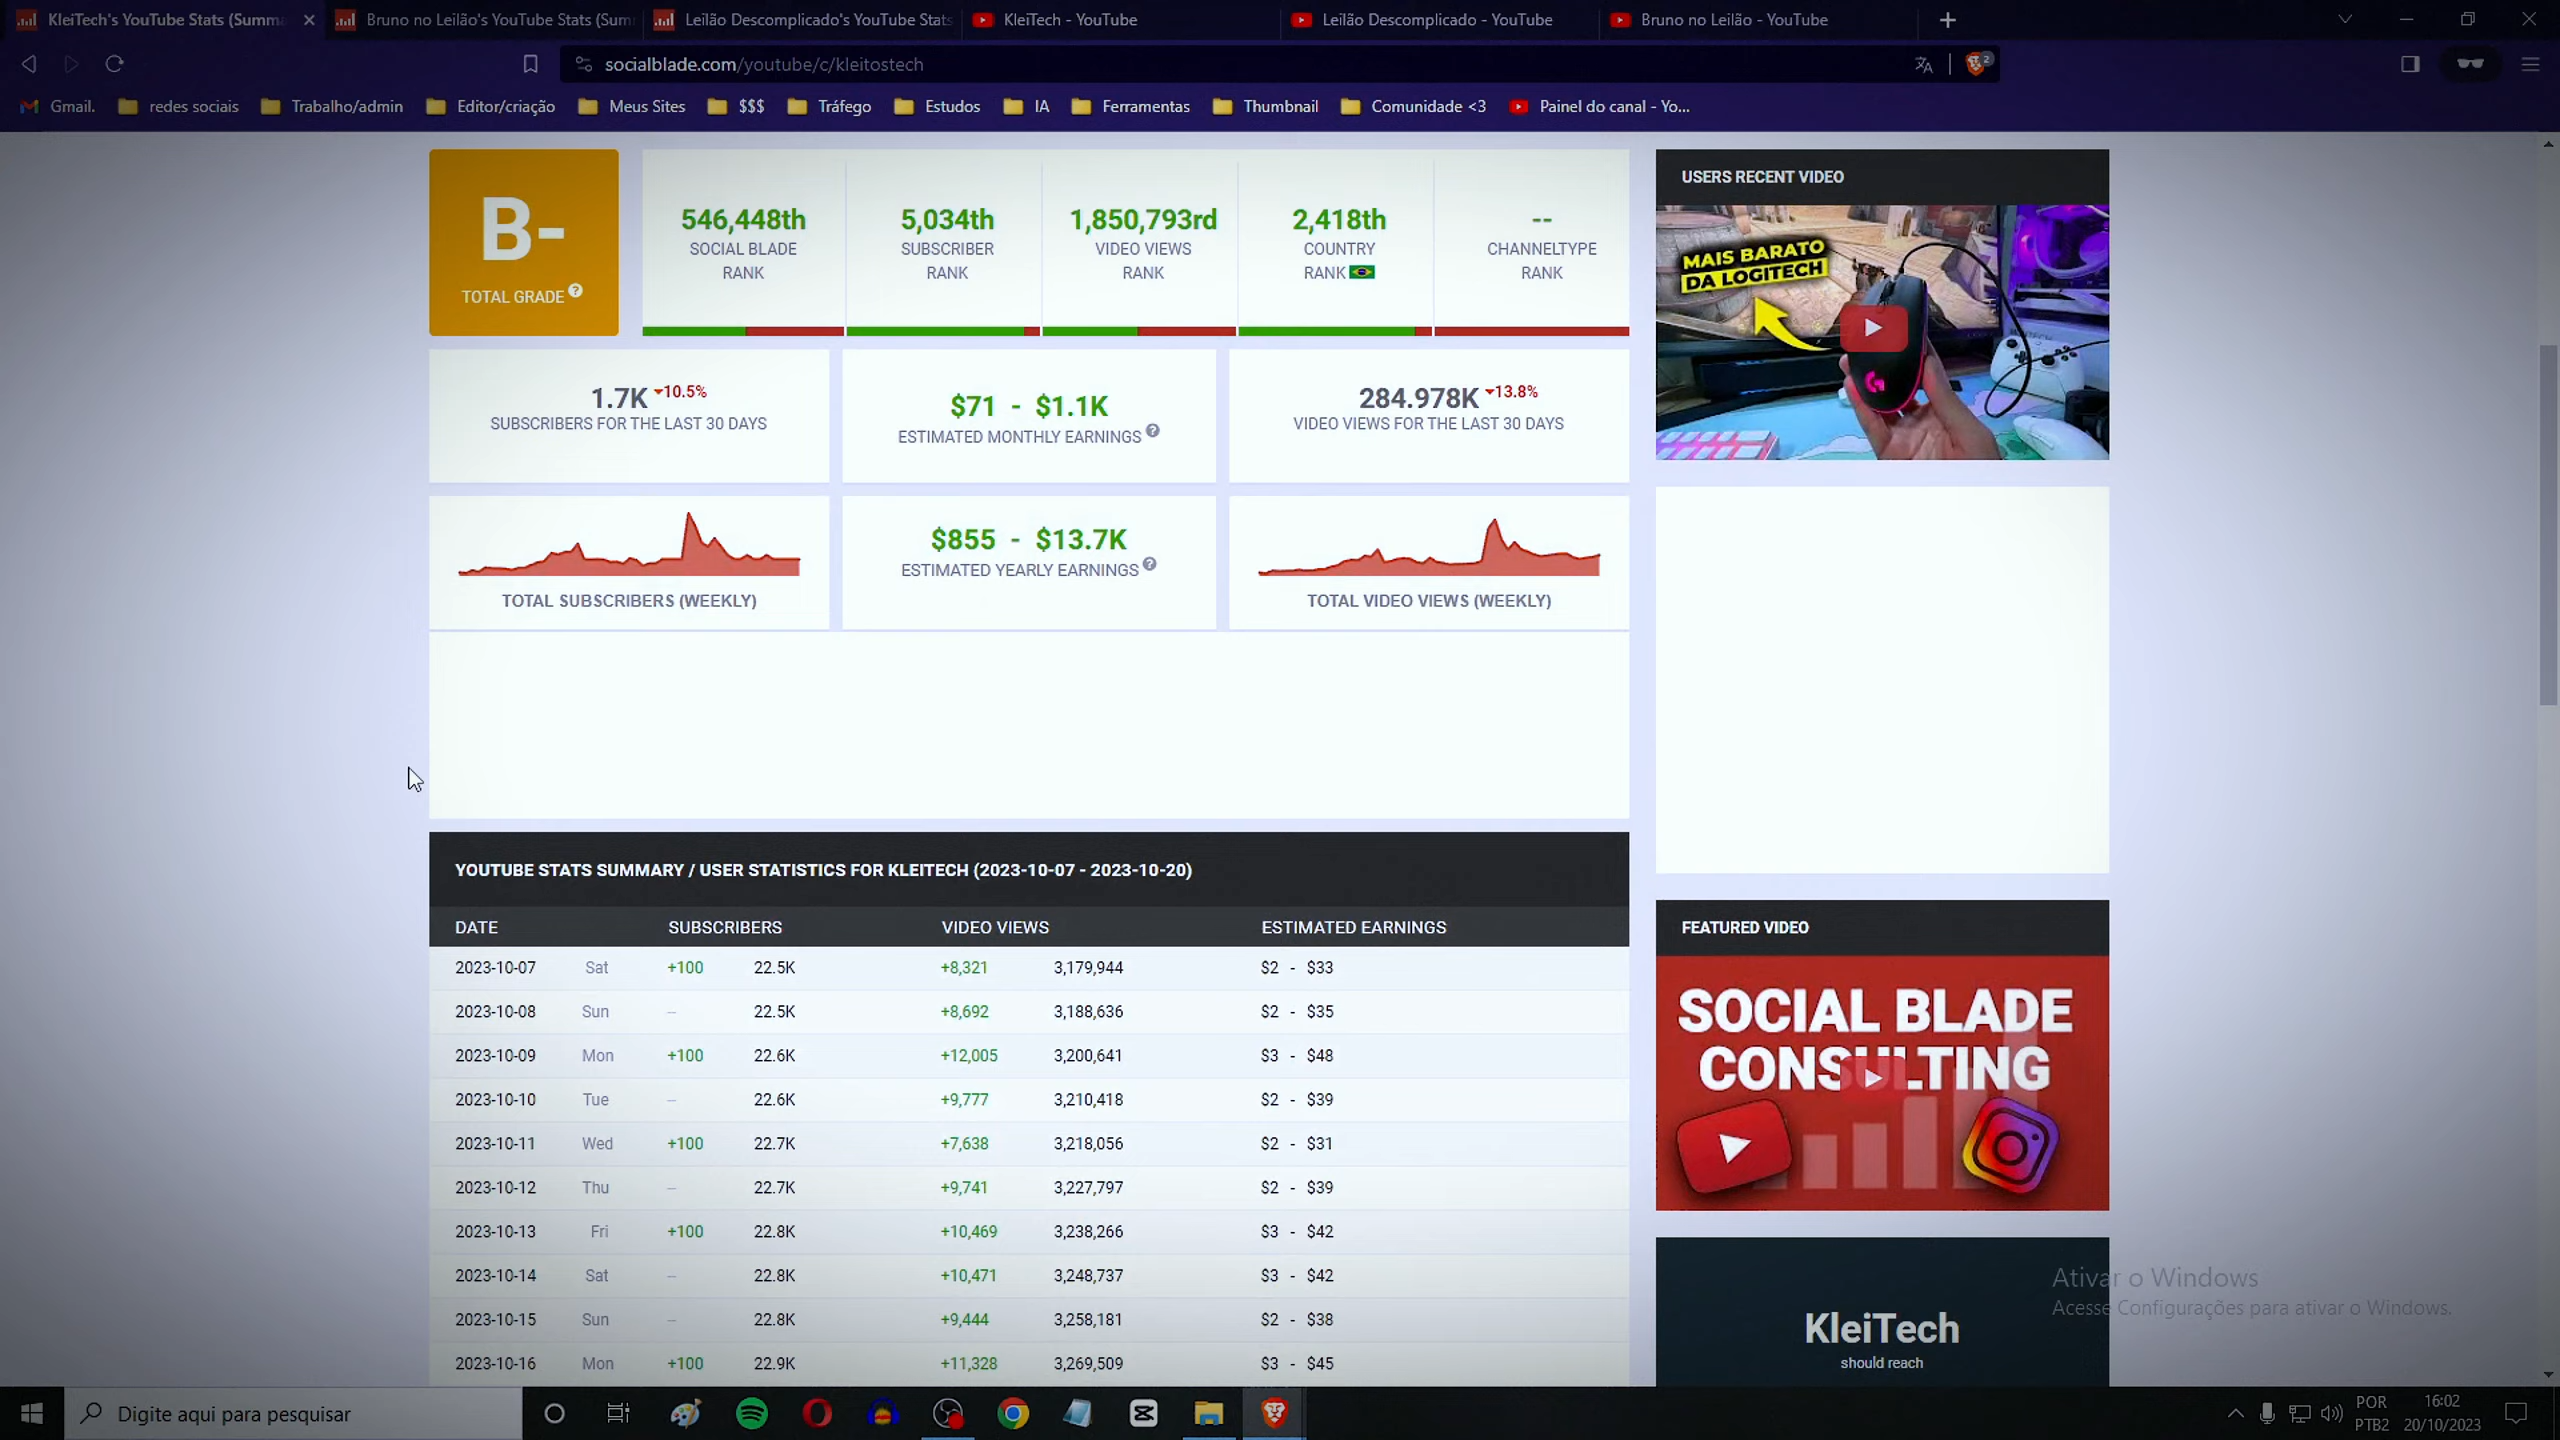 KleiTech's YouTube Stats (Summa
Bruno no Leilão's YouTube Stats (Sum
Leilão Descomplicado's YouTube Stats
KleiTech - YouTube
Leilão Descomplicado - YouTube
Bruno no Leilão - YouTube
socialblade.com/youtube/c/kleitostech
2
Gmail.
redes sociais
Trabalho/admin
Editor/criação
Meus Sites
$$$
Tráfego
Estudos
IA
Ferramentas
Thumbnail
Comunidade <3
Painel do canal - Yo...
B-
TOTAL GRADE ?
546,448th
SOCIAL BLADE
RANK
5,034th
SUBSCRIBER
RANK
1,850,793rd
VIDEO VIEWS
RANK
2,418th
COUNTRY
RANK
--
CHANNELTYPE
RANK
USERS RECENT VIDEO
MAIS BARATO
DA LOGITECH
1.7K 10.5%
SUBSCRIBERS FOR THE LAST 30 DAYS
$71 - $1.1K
ESTIMATED MONTHLY EARNINGS ?
284.978K 13.8%
VIDEO VIEWS FOR THE LAST 30 DAYS
TOTAL SUBSCRIBERS (WEEKLY)
$855 - $13.7K
ESTIMATED YEARLY EARNINGS ?
TOTAL VIDEO VIEWS (WEEKLY)
YOUTUBE STATS SUMMARY / USER STATISTICS FOR KLEITECH (2023-10-07 - 2023-10-20)
DATE SUBSCRIBERS VIDEO VIEWS ESTIMATED EARNINGS
2023-10-07 Sat +100 22.5K +8,321 3,179,944 $2 - $33
2023-10-08 Sun -- 22.5K +8,692 3,188,636 $2 - $35
2023-10-09 Mon +100 22.6K +12,005 3,200,641 $3 - $48
2023-10-10 Tue -- 22.6K +9,777 3,210,418 $2 - $39
2023-10-11 Wed +100 22.7K +7,638 3,218,056 $2 - $31
2023-10-12 Thu -- 22.7K +9,741 3,227,797 $2 - $39
2023-10-13 Fri +100 22.8K +10,469 3,238,266 $3 - $42
2023-10-14 Sat -- 22.8K +10,471 3,248,737 $3 - $42
2023-10-15 Sun -- 22.8K +9,444 3,258,181 $2 - $38
2023-10-16 Mon +100 22.9K +11,328 3,269,509 $3 - $45
FEATURED VIDEO
SOCIAL BLADE
CONSULTING
KleiTech
should reach
Ativar o Windows
Acesse Configurações para ativar o Windows.
Digite aqui para pesquisar
POR
PTB2
16:02
20/10/2023